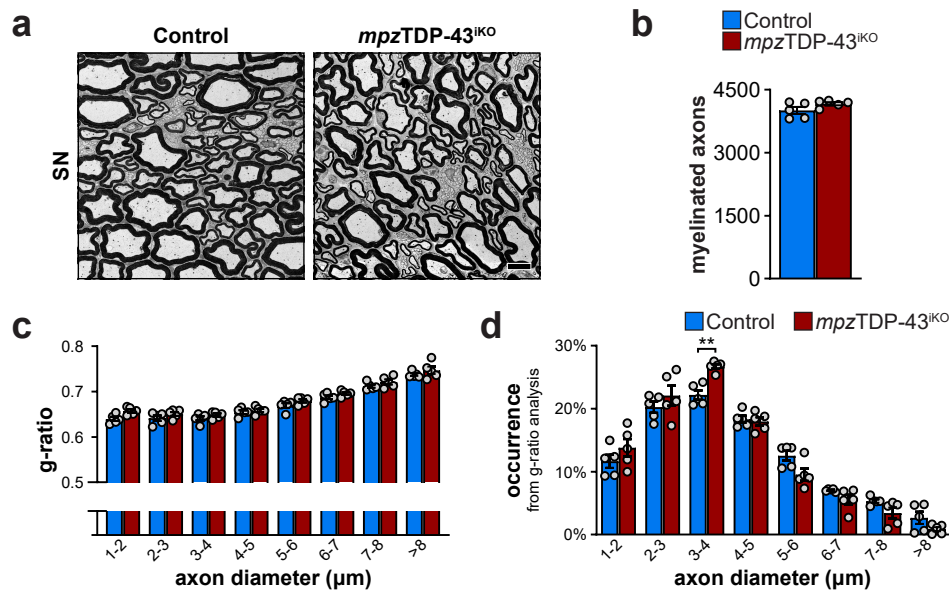 a
Control
mpzTDP-43iKO
SN
b
Control
mpzTDP-43iKO
4500
3000
1500
0
myelinated axons
c
0.8
0.7
0.6
0.5
g-ratio
1-2
2-3
3-4
4-5
5-6
6-7
7-8
>8
axon diameter (µm)
d
Control
mpzTDP-43iKO
30%
20%
10%
0%
occurrence
from g-ratio analysis
**
1-2
2-3
3-4
4-5
5-6
6-7
7-8
>8
axon diameter (µm)